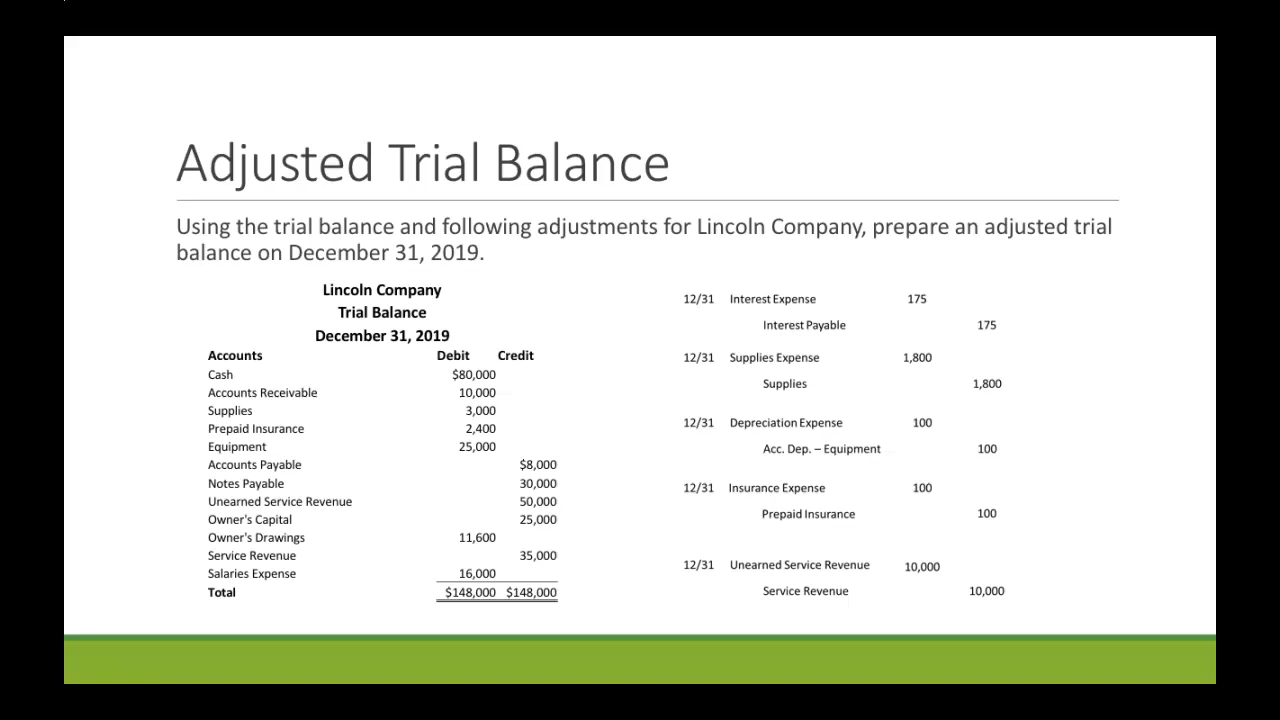 Adjusted Trial Balance
Using the trial balance and following adjustments for Lincoln Company, prepare an adjusted trial
balance on December 31, 2019.
Lincoln Company
Trial Balance
December 31, 2019
Accounts Debit Credit
Cash $80,000
Accounts Receivable 10,000
Supplies 3,000
Prepaid Insurance 2,400
Equipment 25,000
Accounts Payable $8,000
Notes Payable 30,000
Unearned Service Revenue 50,000
Owner's Capital 25,000
Owner's Drawings 11,600
Service Revenue 35,000
Salaries Expense 16,000
Total $148,000 $148,000
12/31 Interest Expense 175
Interest Payable 175
12/31 Supplies Expense 1,800
Supplies 1,800
12/31 Depreciation Expense 100
Acc. Dep. – Equipment 100
12/31 Insurance Expense 100
Prepaid Insurance 100
12/31 Unearned Service Revenue 10,000
Service Revenue 10,000